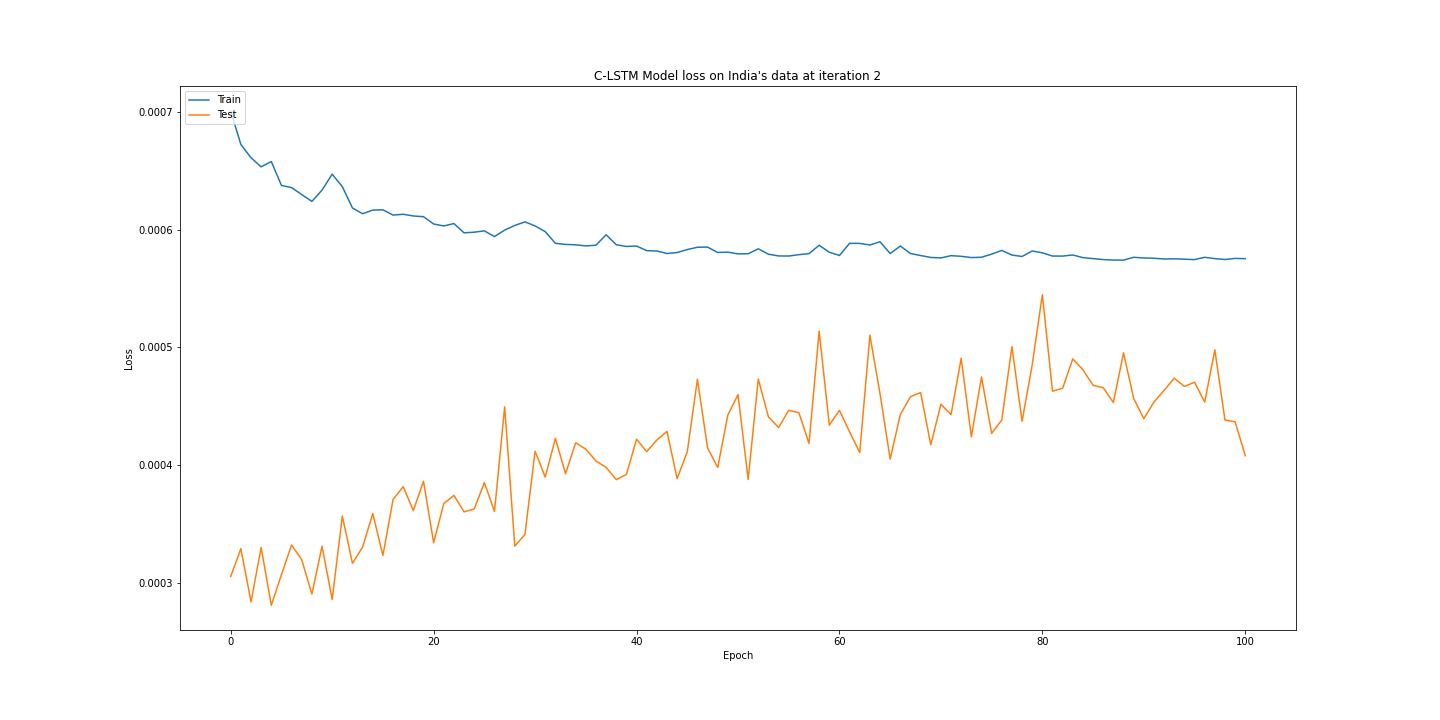 C-LSTM Model loss on India's data at iteration 2
Train
Test
0.0007
0.0006
0.0005
0.0004
0.0003
Loss
0 20 40 60 80 100
Epoch